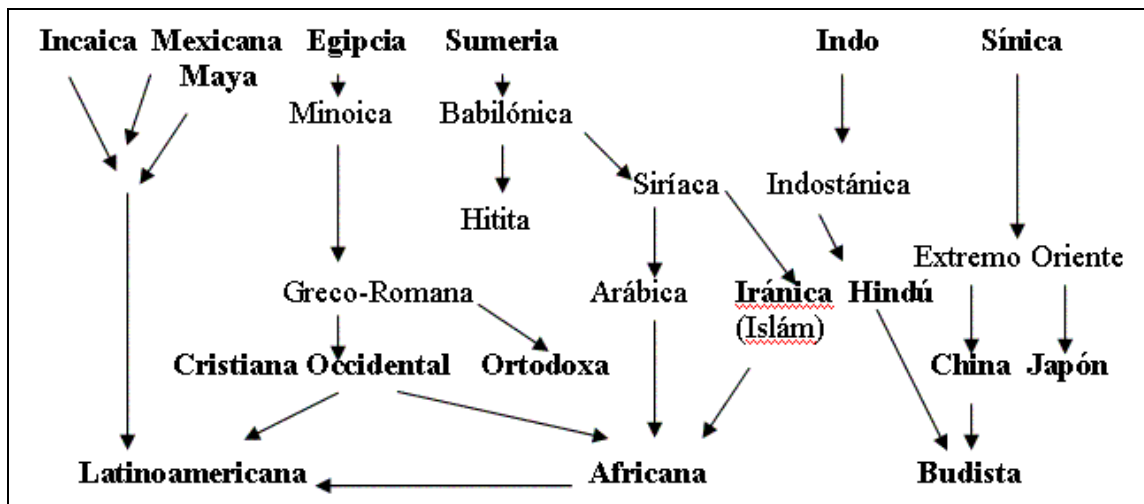 Incaica Mexicana Egipcia Sumeria Indo Sínica
Maya
Minoica Babilónica
Siríaca Indostánica
Hitita
Extremo Oriente
Greco-Romana Arábica Iránica Hindú
(Islám)
Cristiana Occidental Ortodoxa China Japón
Latinoamericana Africana Budista